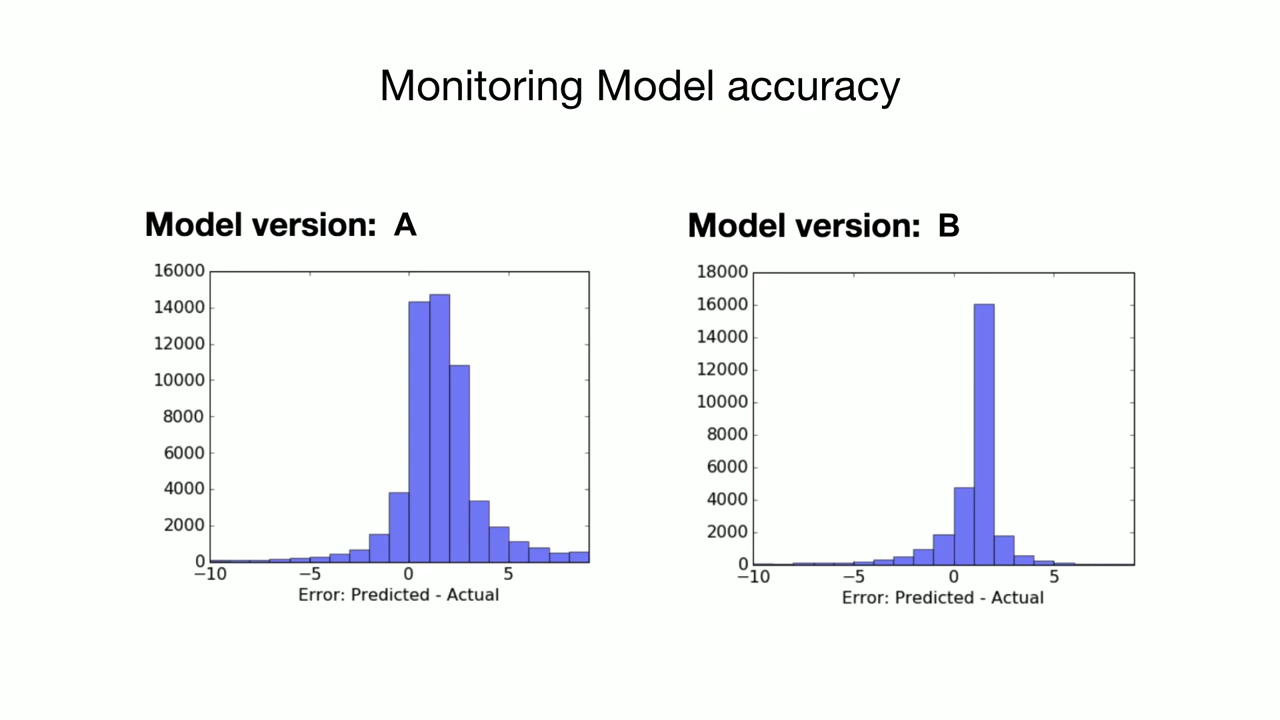 Monitoring Model accuracy
Model version: A
16000
14000
12000
10000
8000
6000
4000
2000
0
−10 −5 0 5
Error: Predicted - Actual
Model version: B
18000
16000
14000
12000
10000
8000
6000
4000
2000
0
−10 −5 0 5
Error: Predicted - Actual